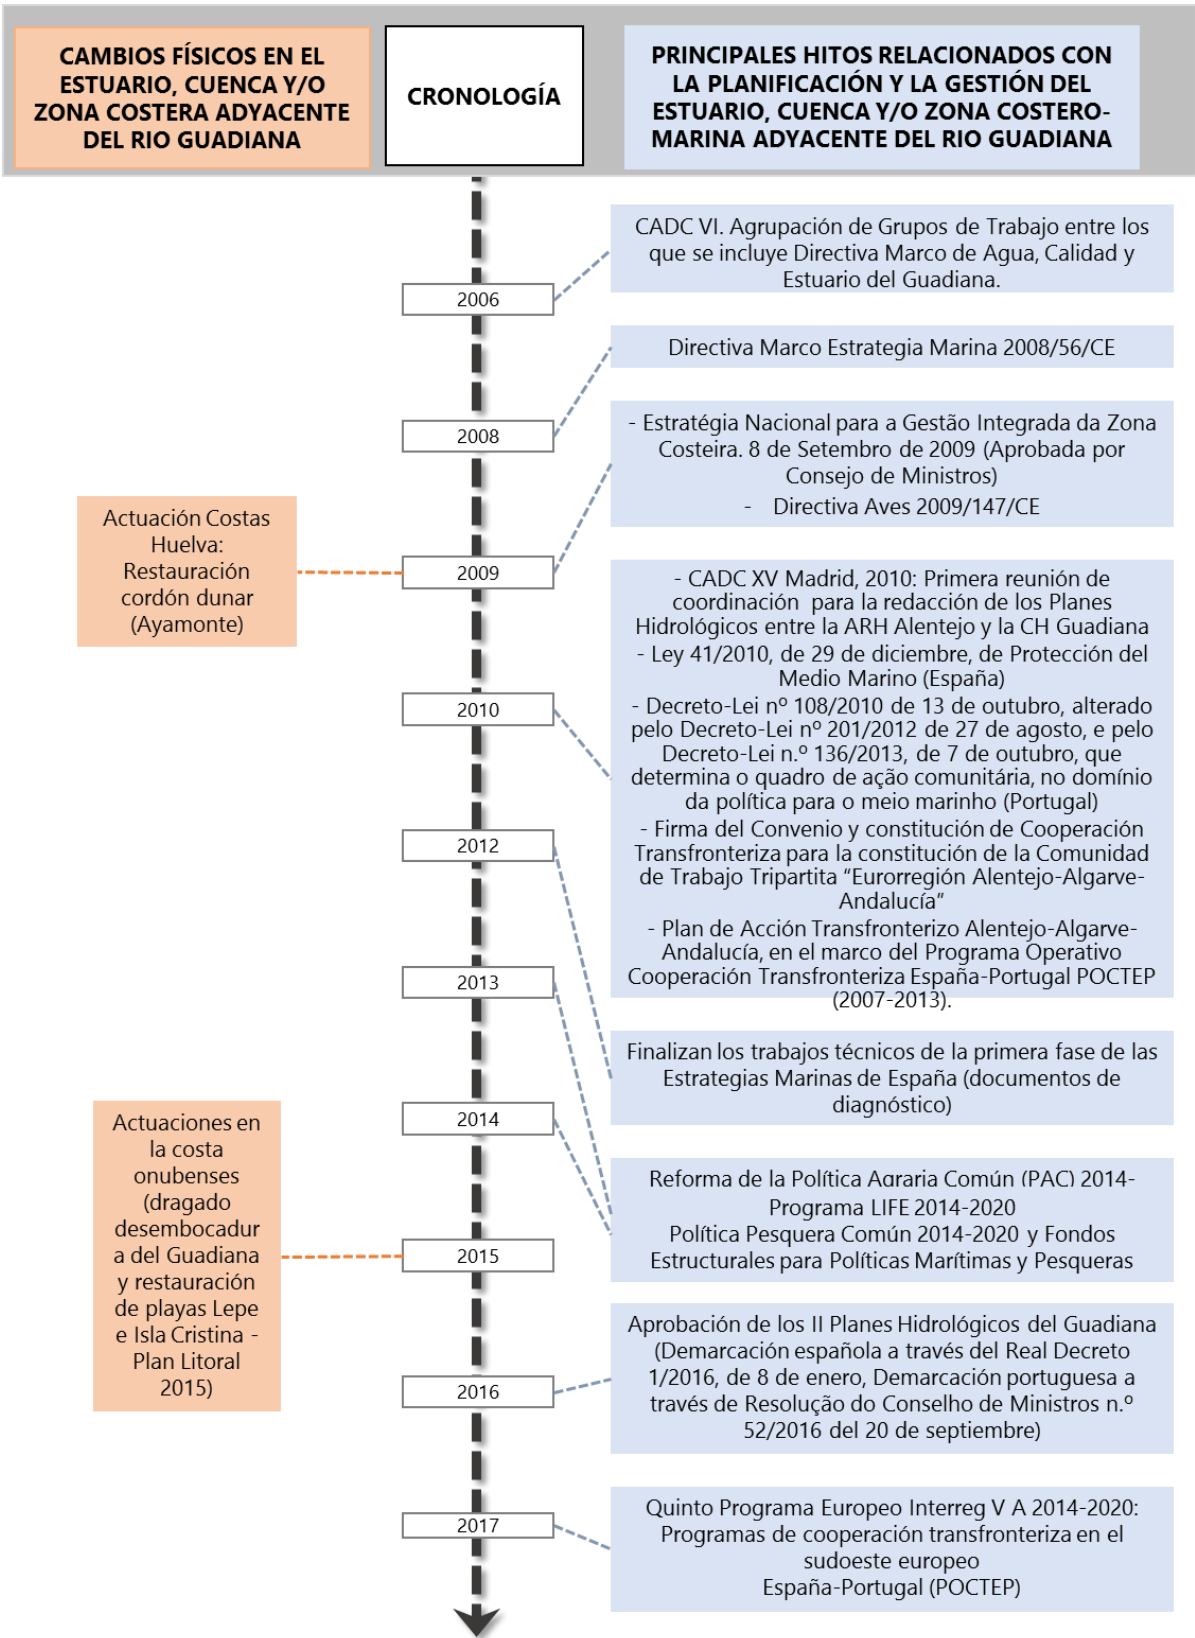 CAMBIOS FÍSICOS EN EL
ESTUARIO, CUENCA Y/O
ZONA COSTERA ADYACENTE
DEL RIO GUADIANA
CRONOLOGÍA
PRINCIPALES HITOS RELACIONADOS CON
LA PLANIFICACIÓN Y LA GESTIÓN DEL
ESTUARIO, CUENCA Y/O ZONA COSTERO-
MARINA ADYACENTE DEL RIO GUADIANA
CADC VI. Agrupación de Grupos de Trabajo entre los
que se incluye Directiva Marco de Agua, Calidad y
Estuario del Guadiana.
2006
Directiva Marco Estrategia Marina 2008/56/CE
2008
- Estratégia Nacional para a Gestão Integrada da Zona
Costeira. 8 de Setembro de 2009 (Aprobada por
Consejo de Ministros)
- Directiva Aves 2009/147/CE
Actuación Costas
Huelva:
Restauración
cordón dunar
(Ayamonte)
2009
- CADC XV Madrid, 2010: Primera reunión de
coordinación para la redacción de los Planes
Hidrológicos entre la ARH Alentejo y la CH Guadiana
- Ley 41/2010, de 29 de diciembre, de Protección del
Medio Marino (España)
- Decreto-Lei nº 108/2010 de 13 de outubro, alterado
pelo Decreto-Lei nº 201/2012 de 27 de agosto, e pelo
Decreto-Lei n.º 136/2013, de 7 de outubro, que
determina o quadro de ação comunitária, no domínio
da política para o meio marinho (Portugal)
- Firma del Convenio y constitución de Cooperación
Transfronteriza para la constitución de la Comunidad
de Trabajo Tripartita “Eurorregión Alentejo-Algarve-
Andalucía”
- Plan de Acción Transfronterizo Alentejo-Algarve-
Andalucía, en el marco del Programa Operativo
Cooperación Transfronteriza España-Portugal POCTEP
(2007-2013).
2010
2012
2013
Finalizan los trabajos técnicos de la primera fase de las
Estrategias Marinas de España (documentos de
diagnóstico)
2014
Actuaciones en
la costa
onubenses
(dragado
desembocadur
a del Guadiana
y restauración
de playas Lepe
e Isla Cristina -
Plan Litoral
2015)
Reforma de la Política Agraria Común (PAC) 2014-
Programa LIFE 2014-2020
Política Pesquera Común 2014-2020 y Fondos
Estructurales para Políticas Marítimas y Pesqueras
2015
Aprobación de los II Planes Hidrológicos del Guadiana
(Demarcación española a través del Real Decreto
1/2016, de 8 de enero, Demarcación portuguesa a
través de Resolução do Conselho de Ministros n.º
52/2016 del 20 de septiembre)
2016
Quinto Programa Europeo Interreg V A 2014-2020:
Programas de cooperación transfronteriza en el
sudoeste europeo
España-Portugal (POCTEP)
2017